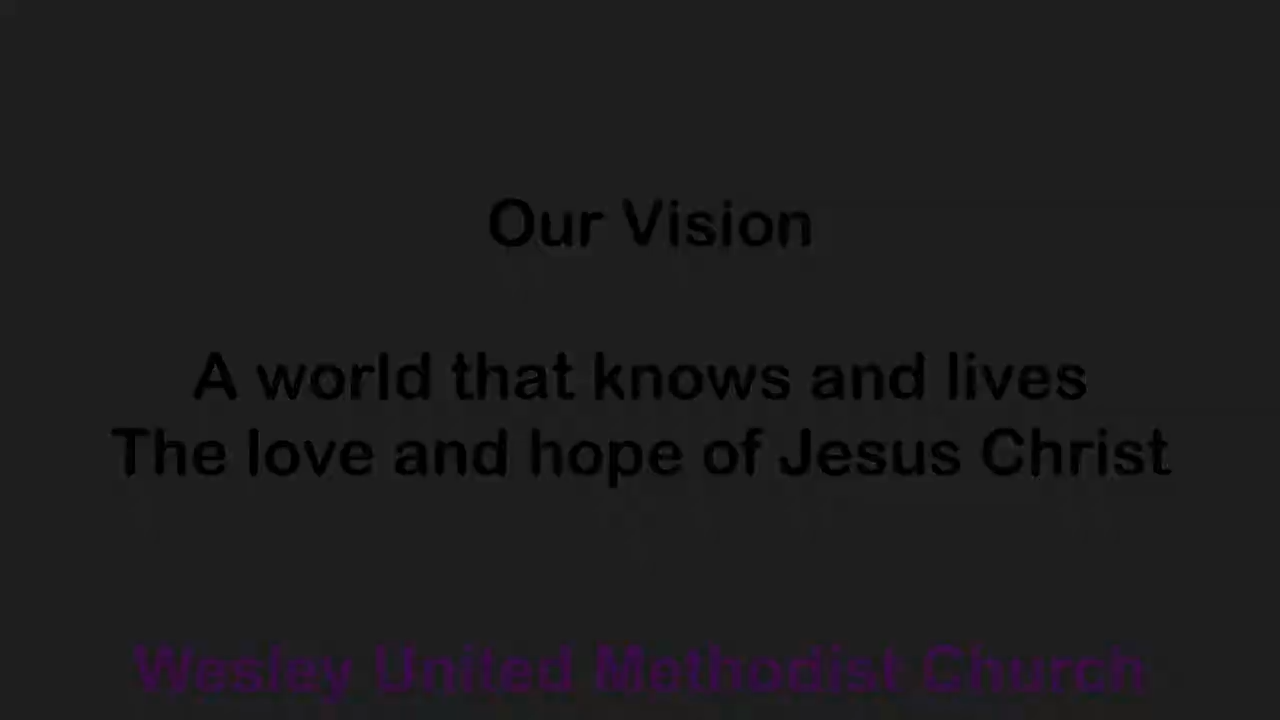 Our Vision
A world that knows and lives
The love and hope of Jesus Christ
Wesley United Methodist Church